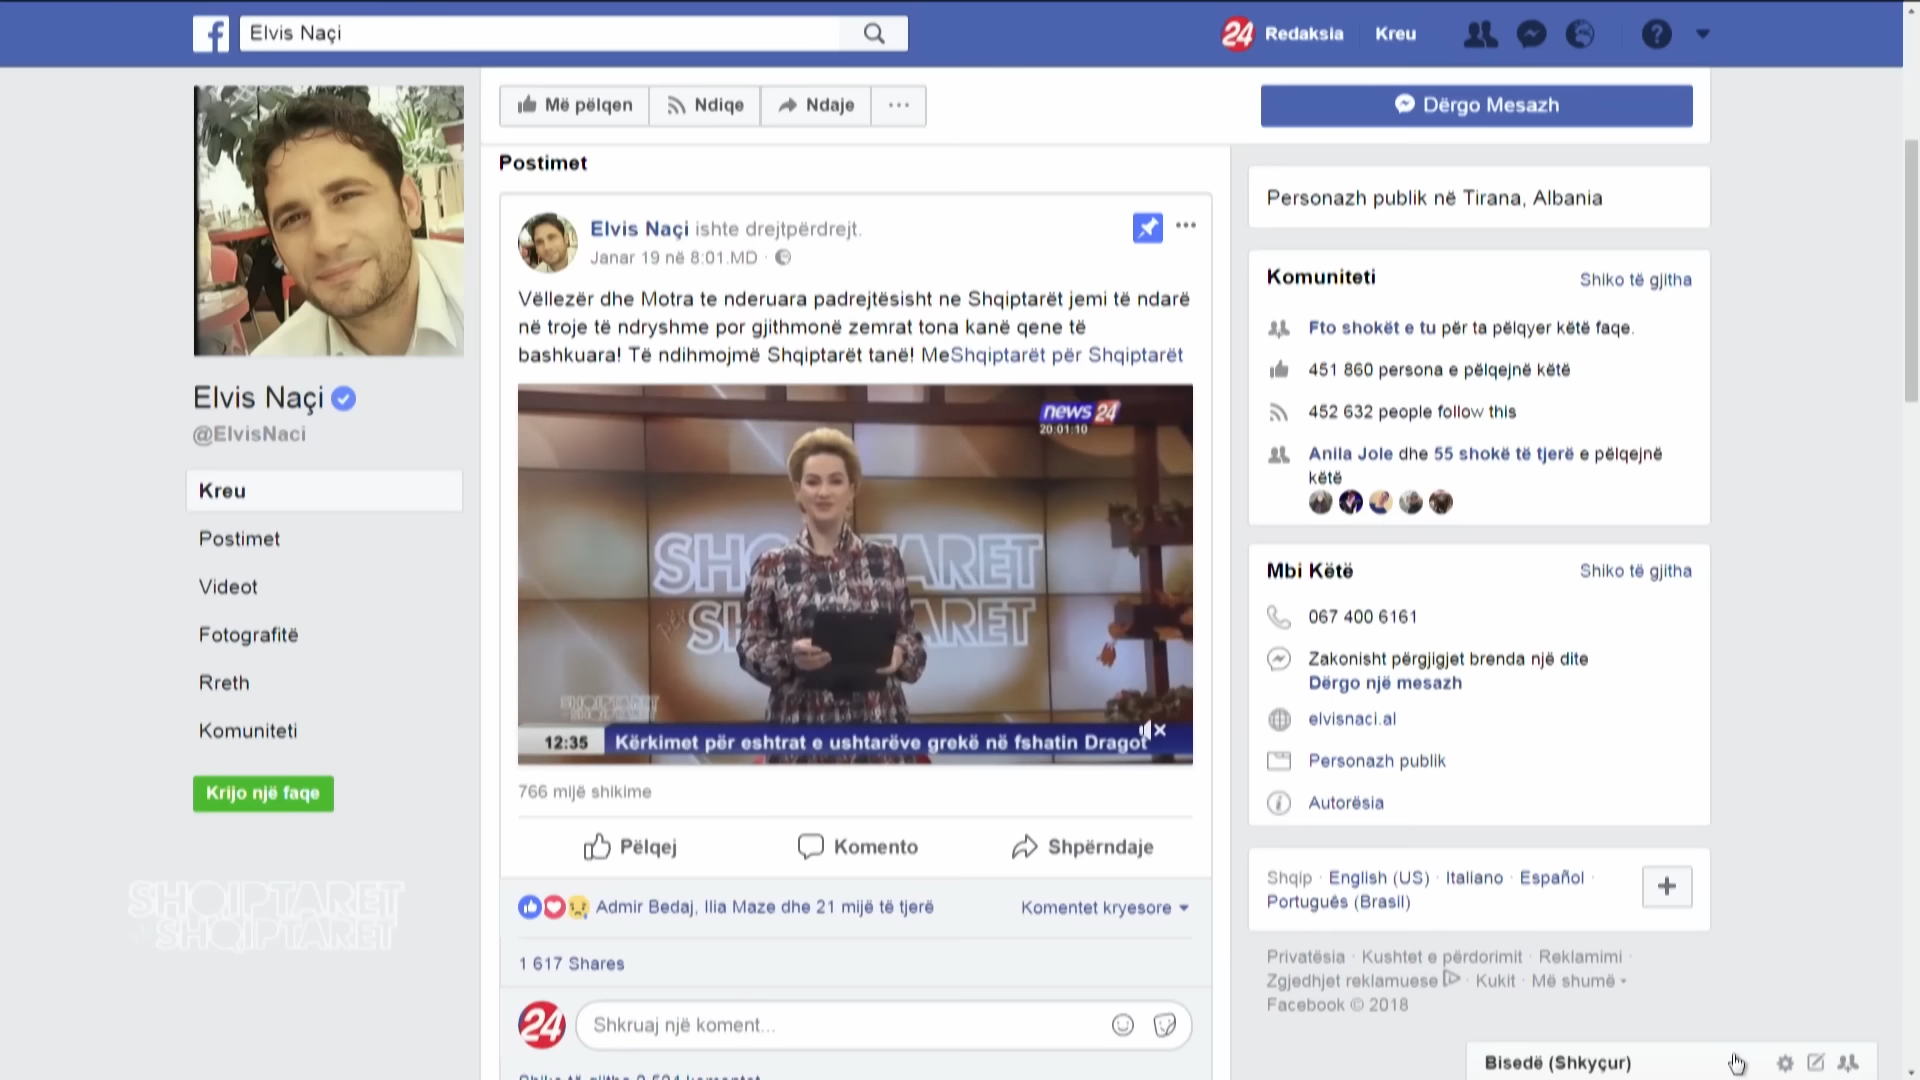 Elvis Naçi
24 Redaksia Kreu
Më pëlqen Ndiqe Ndaje
Dërgo Mesazh
Elvis Naçi
@ElvisNaci
Kreu
Postimet
Videot
Fotografitë
Rreth
Komuniteti
Krijo një faqe
SHQIPTARET
SHQIPTARET
Postimet
Elvis Naçi ishte drejtpërdrejt.
Janar 19 në 8:01.MD ·
Vëllezër dhe Motra te nderuara padrejtësisht ne Shqiptarët jemi të ndarë
në troje të ndryshme por gjithmonë zemrat tona kanë qene të
bashkuara! Të ndihmojmë Shqiptarët tanë! MeShqiptarët për Shqiptarët
news 24
20:01:10
SHQIPTARET
për
SHQIPTARET
SHQIPTARET
SHQIPTARET
12:35 Kërkimet për eshtrat e ushtarëve grekë në fshatin Dragot
766 mijë shikime
Pëlqej Komento Shpërndaje
Admir Bedaj, Ilia Maze dhe 21 mijë të tjerë Komentet kryesore
1 617 Shares
24 Shkruaj një koment...
Personazh publik në Tirana, Albania
Komuniteti Shiko të gjitha
Fto shokët e tu për ta pëlqyer këtë faqe.
451 860 persona e pëlqejnë këtë
452 632 people follow this
Anila Jole dhe 55 shokë të tjerë e pëlqejnë
këtë
Mbi Këtë Shiko të gjitha
067 400 6161
Zakonisht përgjigjet brenda një dite
Dërgo një mesazh
elvisnaci.al
Personazh publik
Autorësia
Shqip · English (US) · Italiano · Español ·
Português (Brasil)
Privatësia · Kushtet e përdorimit · Reklamimi ·
Zgjedhjet reklamuese · Kukit · Më shumë
Facebook © 2018
Bisedë (Shkyçur)